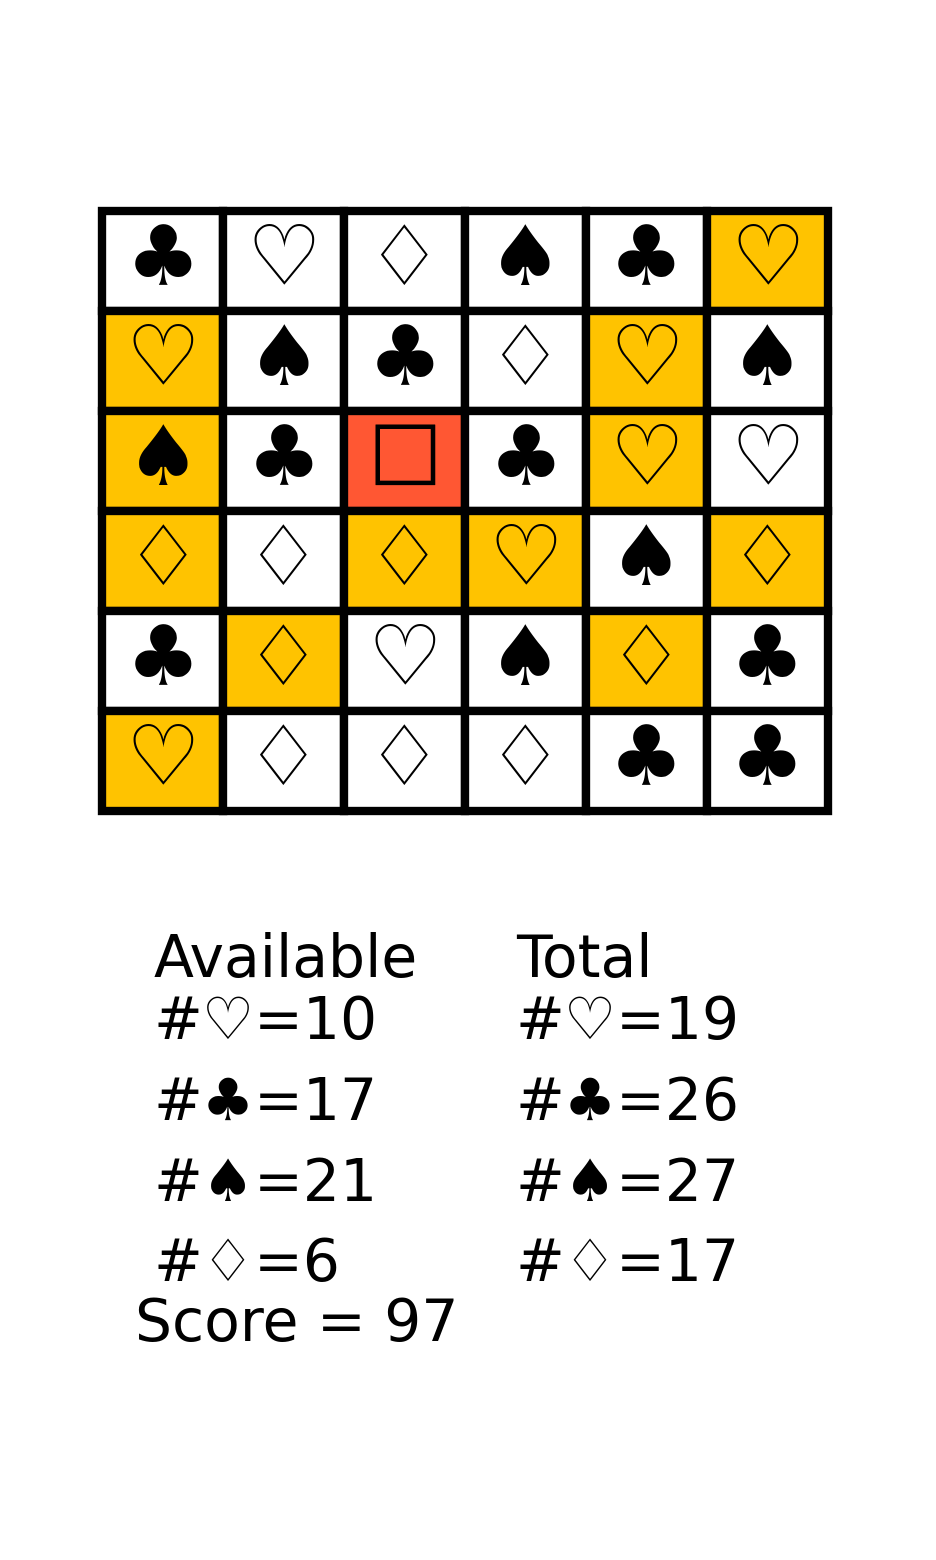 ♣ ♡ ♢ ♠ ♣ ♡
♡ ♠ ♣ ♢ ♡ ♠
♠ ♣ □ ♣ ♡ ♡
♢ ♢ ♢ ♡ ♠ ♢
♣ ♢ ♡ ♠ ♢ ♣
♡ ♢ ♢ ♢ ♣ ♣
Available Total
#♡=10 #♡=19
#♣=17 #♣=26
#♠=21 #♠=27
#♢=6 #♢=17
Score = 97